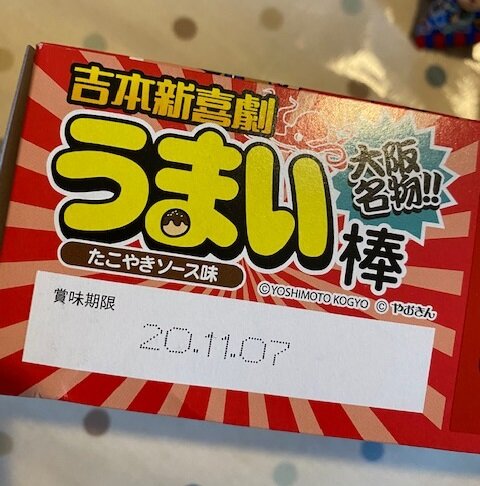 吉本新喜劇
うまい棒
大阪
名物!!
たこやきソース味
©YOSHIMOTO KOGYO © やおきん
賞味期限
20.11.07